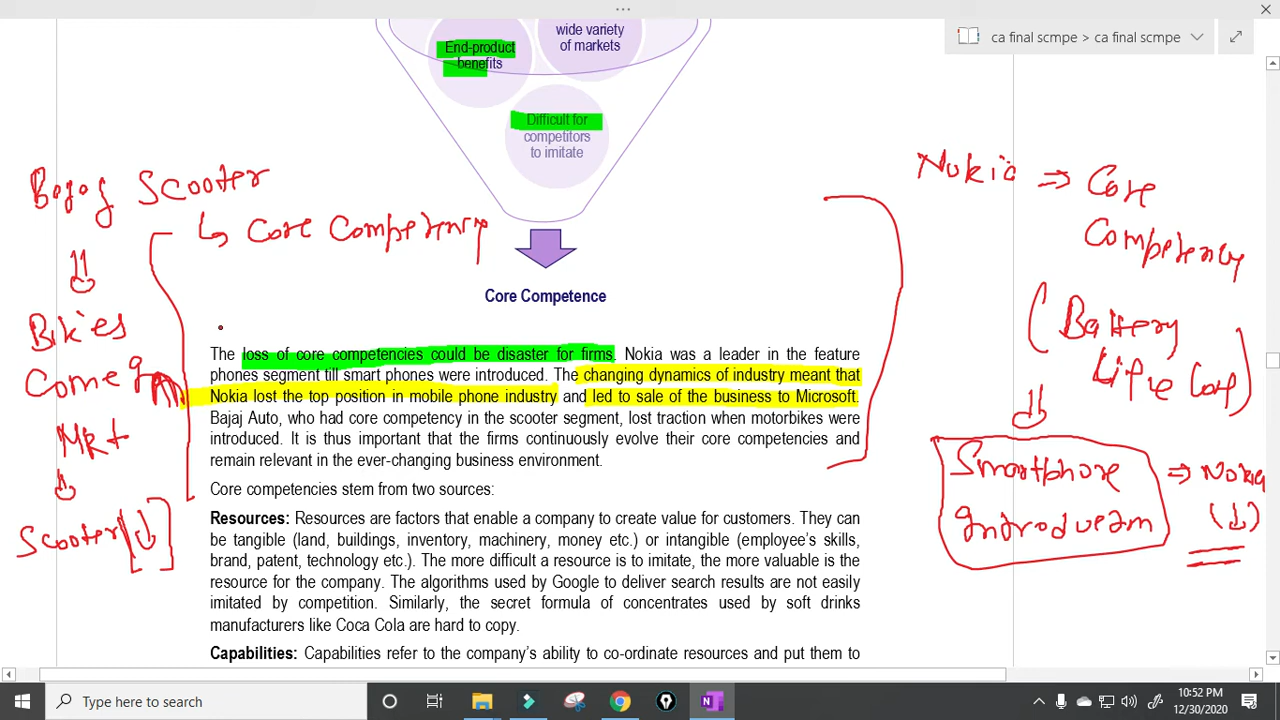 ca final scmpe > ca final scmpe
wide variety
of markets
End-product
benefits
Difficult for
competitors
to imitate
Bajaj Scooter
↳ Core Competency
⇓
Bikies
Come In
Mkt
↓
Scooter [↓]
Nokia ⇒ Core
Competency
(Battery
Life Cap)
⇓
Smartphone ⇒ Nokia
(↓)
Core Competence
The loss of core competencies could be disaster for firms. Nokia was a leader in the feature
phones segment till smart phones were introduced. The changing dynamics of industry meant that
Nokia lost the top position in mobile phone industry and led to sale of the business to Microsoft.
Bajaj Auto, who had core competency in the scooter segment, lost traction when motorbikes were
introduced. It is thus important that the firms continuously evolve their core competencies and
remain relevant in the ever-changing business environment.
Core competencies stem from two sources:
Resources: Resources are factors that enable a company to create value for customers. They can
be tangible (land, buildings, inventory, machinery, money etc.) or intangible (employee's skills,
brand, patent, technology etc.). The more difficult a resource is to imitate, the more valuable is the
resource for the company. The algorithms used by Google to deliver search results are not easily
imitated by competition. Similarly, the secret formula of concentrates used by soft drinks
manufacturers like Coca Cola are hard to copy.
Capabilities: Capabilities refer to the company's ability to co-ordinate resources and put them to
Type here to search
10:52 PM
12/30/2020